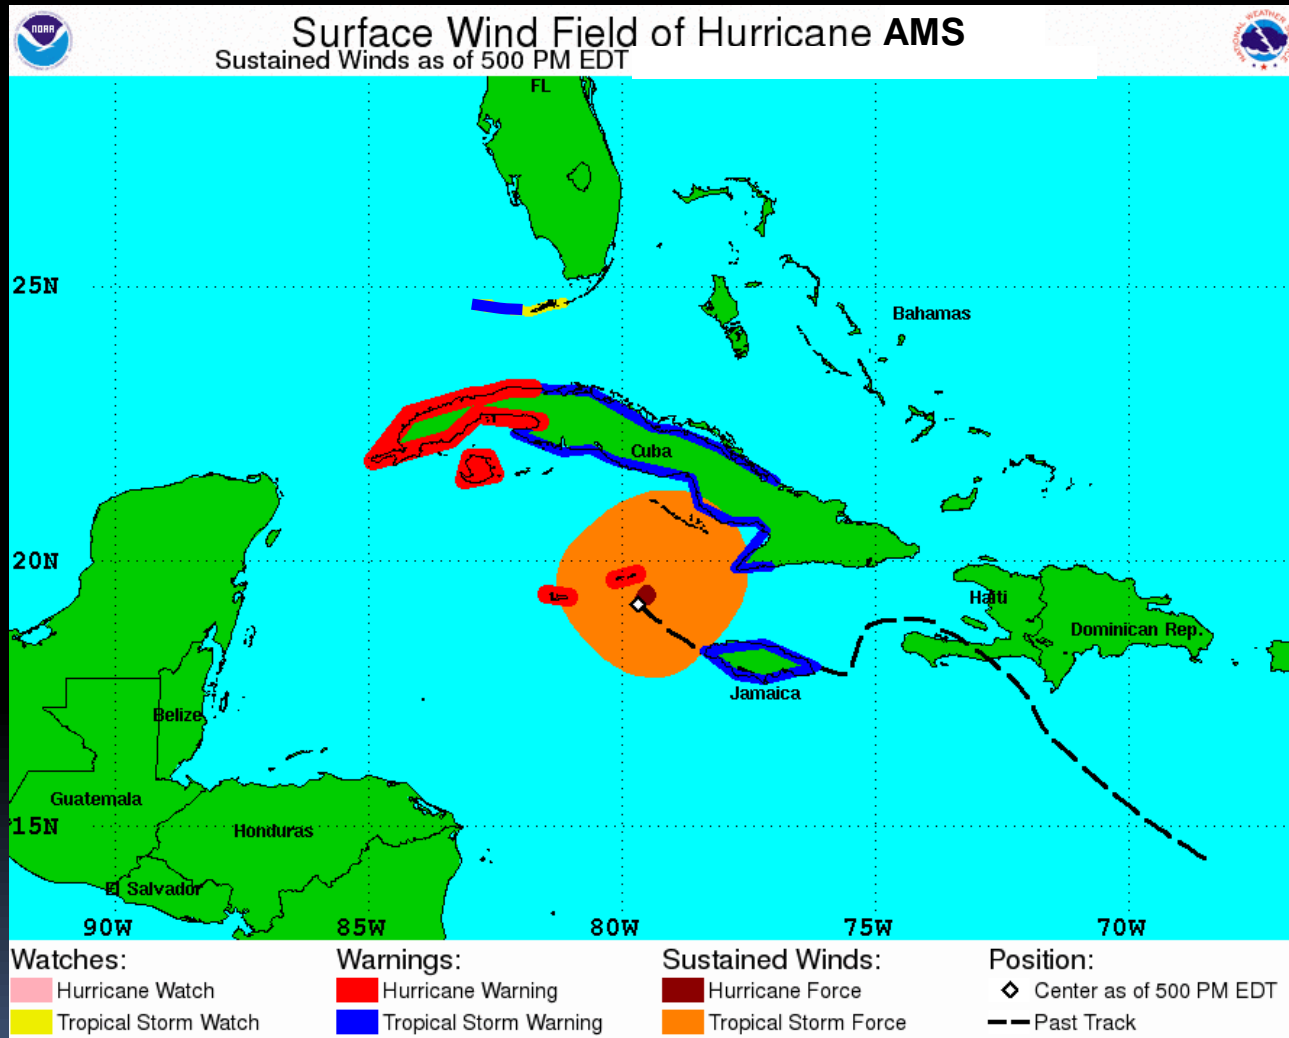 NOAA
Surface Wind Field of Hurricane AMS
Sustained Winds as of 500 PM EDT
FL
25N
Bahamas
Cuba
20N
Haiti
Dominican Rep.
Jamaica
Belize
Guatemala
15N
Honduras
El Salvador
90W 85W 80W 75W 70W
Watches: Warnings: Sustained Winds: Position:
Hurricane Watch Hurricane Warning Hurricane Force Center as of 500 PM EDT
Tropical Storm Watch Tropical Storm Warning Tropical Storm Force Past Track